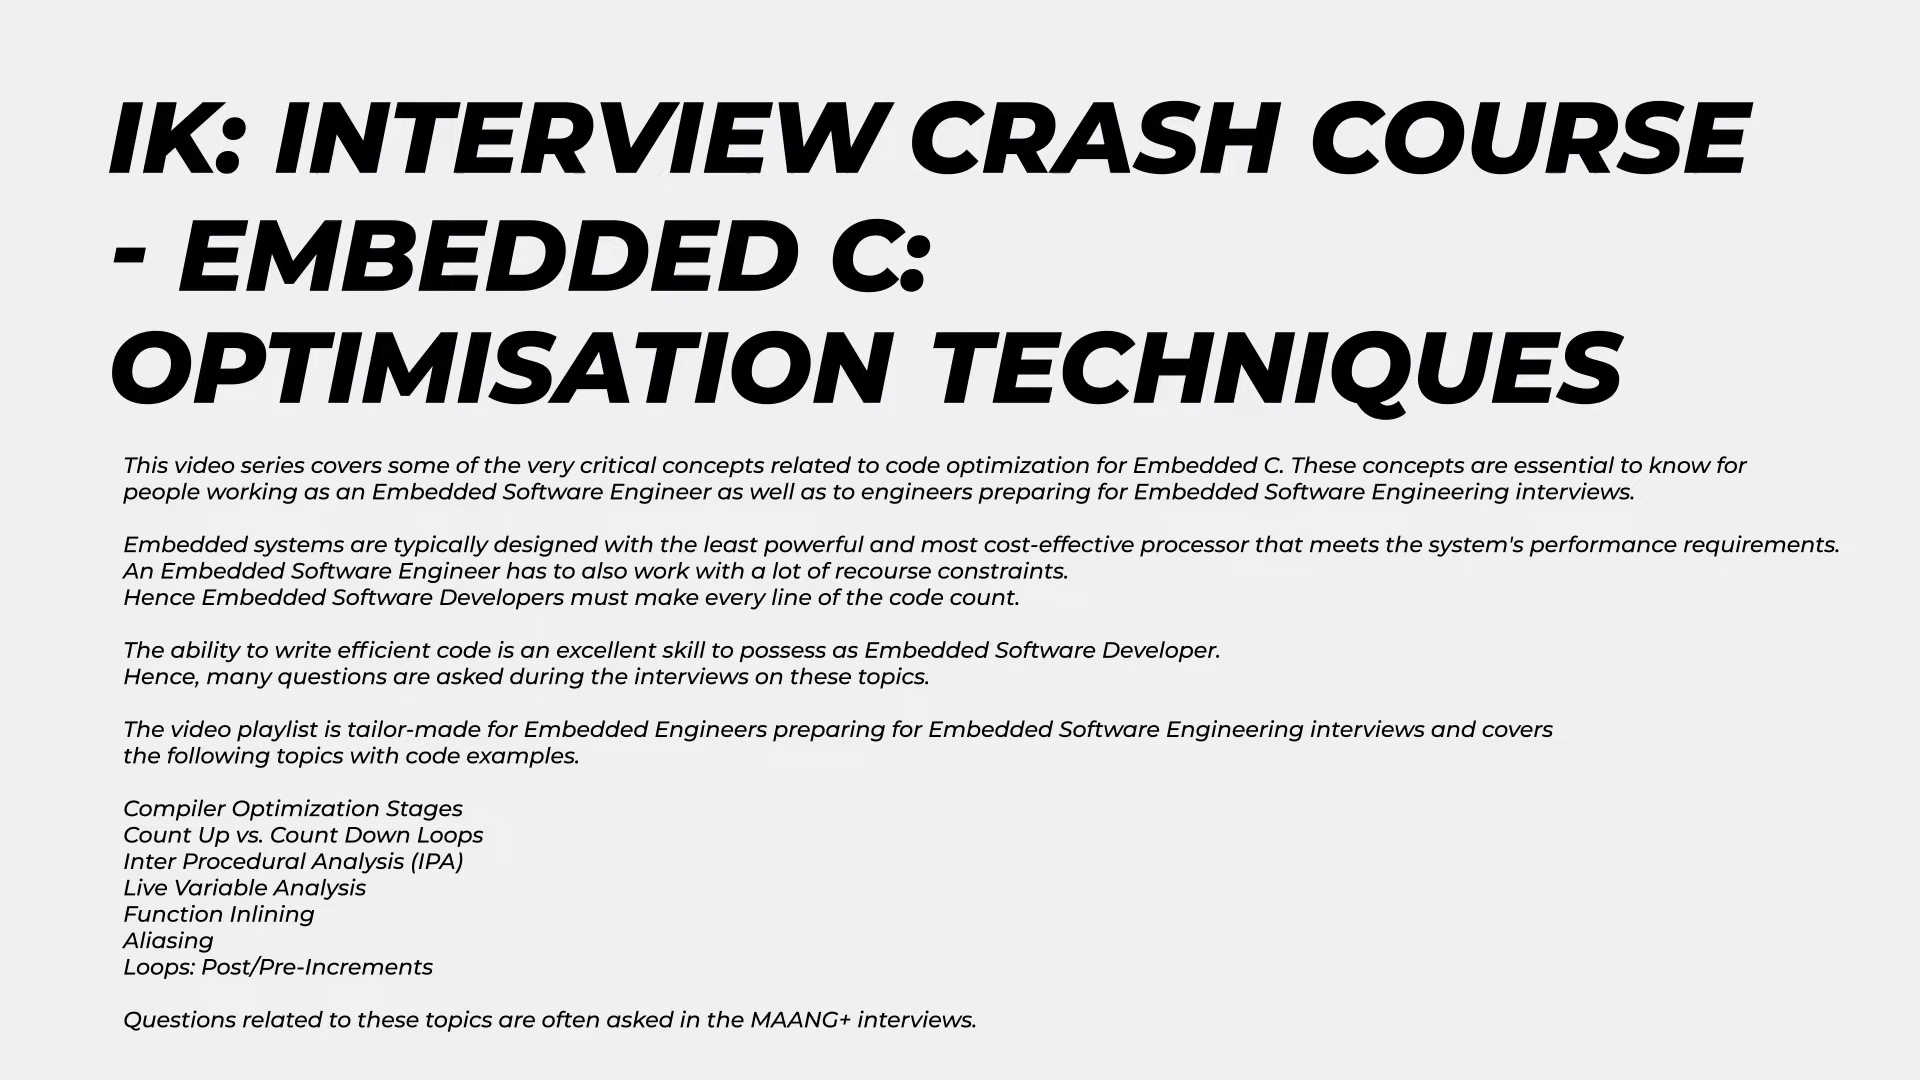 IK: INTERVIEW CRASH COURSE
- EMBEDDED C:
OPTIMISATION TECHNIQUES
This video series covers some of the very critical concepts related to code optimization for Embedded C. These concepts are essential to know for
people working as an Embedded Software Engineer as well as to engineers preparing for Embedded Software Engineering interviews.
Embedded systems are typically designed with the least powerful and most cost-effective processor that meets the system's performance requirements.
An Embedded Software Engineer has to also work with a lot of recourse constraints.
Hence Embedded Software Developers must make every line of the code count.
The ability to write efficient code is an excellent skill to possess as Embedded Software Developer.
Hence, many questions are asked during the interviews on these topics.
The video playlist is tailor-made for Embedded Engineers preparing for Embedded Software Engineering interviews and covers
the following topics with code examples.
Compiler Optimization Stages
Count Up vs. Count Down Loops
Inter Procedural Analysis (IPA)
Live Variable Analysis
Function Inlining
Aliasing
Loops: Post/Pre-Increments
Questions related to these topics are often asked in the MAANG+ interviews.